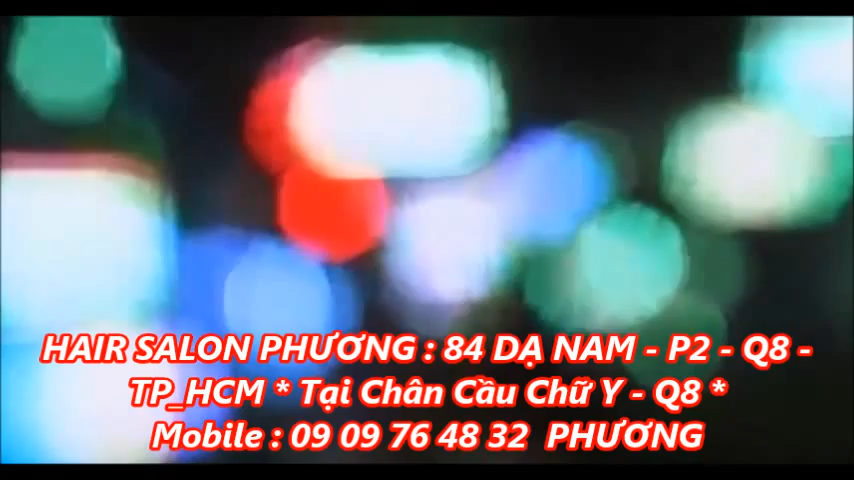 HAIR SALON PHƯƠNG : 84 DẠ NAM - P2 - Q8 -
TP_HCM * Tại Chân Cầu Chữ Y - Q8 *
Mobile : 09 09 76 48 32  PHƯƠNG